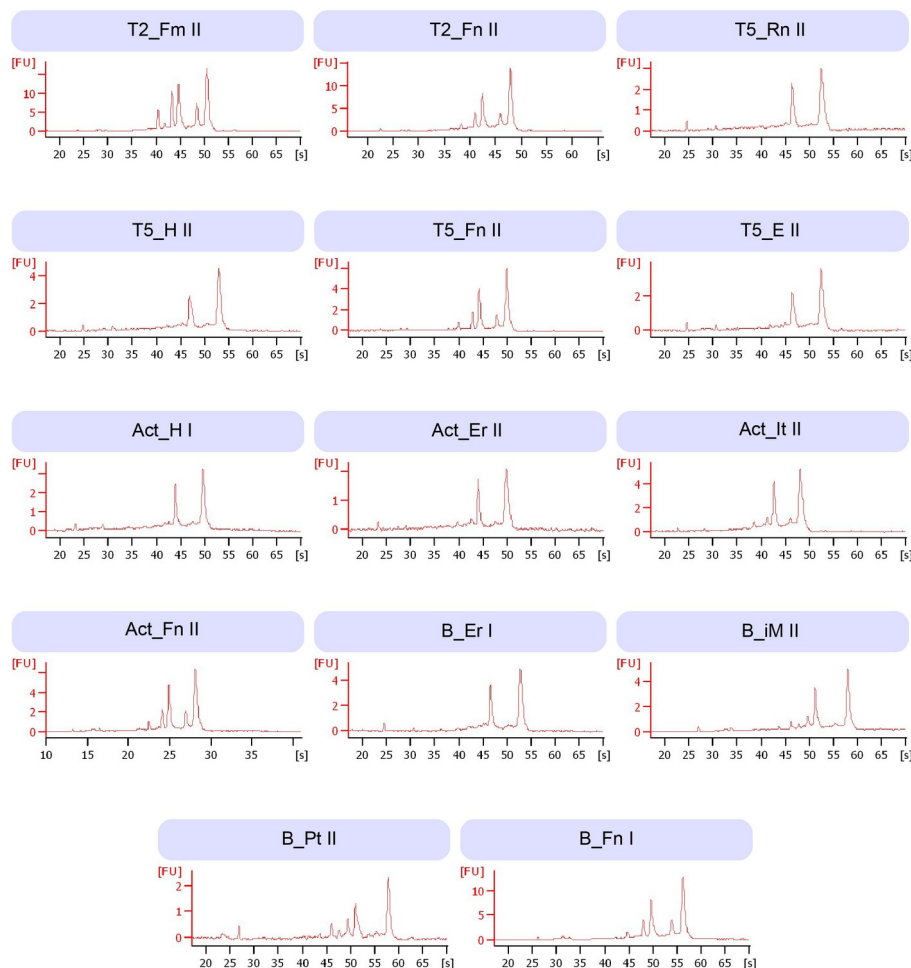 T2_Fm II
[FU]
10
5
0
20 25 30 35 40 45 50 55 60 65 [s]
T2_Fn II
[FU]
10
5
0
20 25 30 35 40 45 50 55 60 65 [s]
T5_Rn II
[FU]
3
2
1
0
20 25 30 35 40 45 50 55 60 65 [s]
T5_H II
[FU]
4
2
0
20 25 30 35 40 45 50 55 60 65 [s]
T5_Fn II
[FU]
4
2
0
20 25 30 35 40 45 50 55 60 65 [s]
T5_E II
[FU]
2
0
20 25 30 35 40 45 50 55 60 65 [s]
Act_H I
[FU]
2
1
0
20 25 30 35 40 45 50 55 60 65 [s]
Act_Er II
[FU]
1
0
20 25 30 35 40 45 50 55 60 65 [s]
Act_It II
[FU]
4
2
0
20 25 30 35 40 45 50 55 60 65 [s]
Act_Fn II
[FU]
4
2
0
10 10 15 25 30 35 [s]
B_Er I
[FU]
4
2
0
20 25 30 35 40 45 50 55 60 65 [s]
B_iM II
[FU]
4
2
0
20 25 30 35 40 45 50 55 60 65 [s]
B_Pt II
[FU]
2
1
0
20 25 30 35 40 45 50 55 60 65 [s]
B_Fn I
[FU]
10
5
0
20 25 30 35 40 45 50 55 60 65 [s]